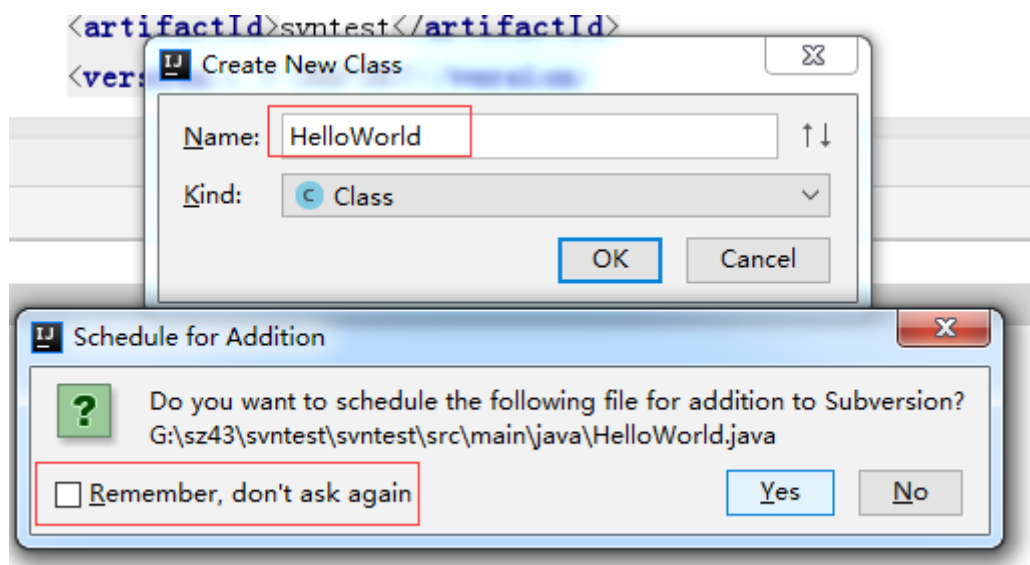 <artifactId>svntest</artifactId>
<ver
Create New Class
Name: HelloWorld
Kind: C Class
OK Cancel
Schedule for Addition
Do you want to schedule the following file for addition to Subversion?
G:\sz43\svntest\svntest\src\main\java\HelloWorld.java
Remember, don't ask again
Yes No